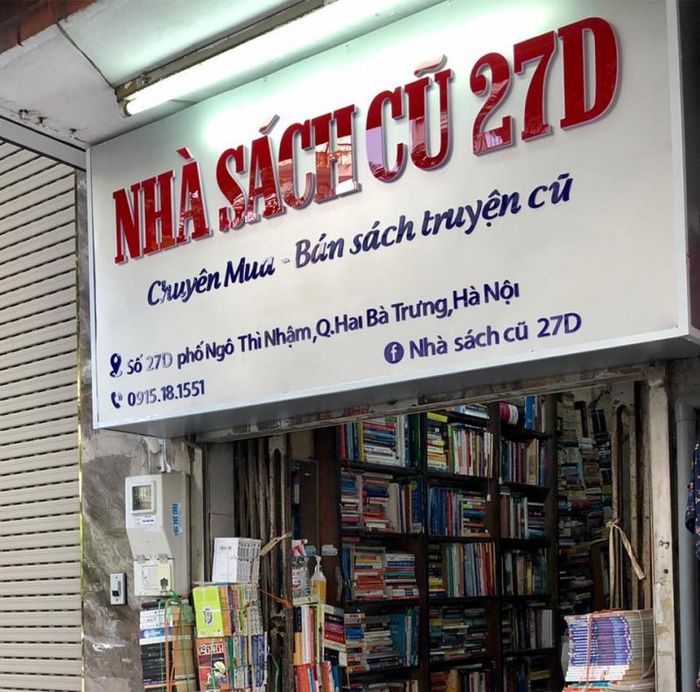 NHÀ SÁCH CŨ 27D
Chuyên Mua - Bán sách truyện cũ
Số 27D phố Ngô Thì Nhậm,Q.Hai Bà Trưng,Hà Nội
0915.18.1551
Nhà sách cũ 27D